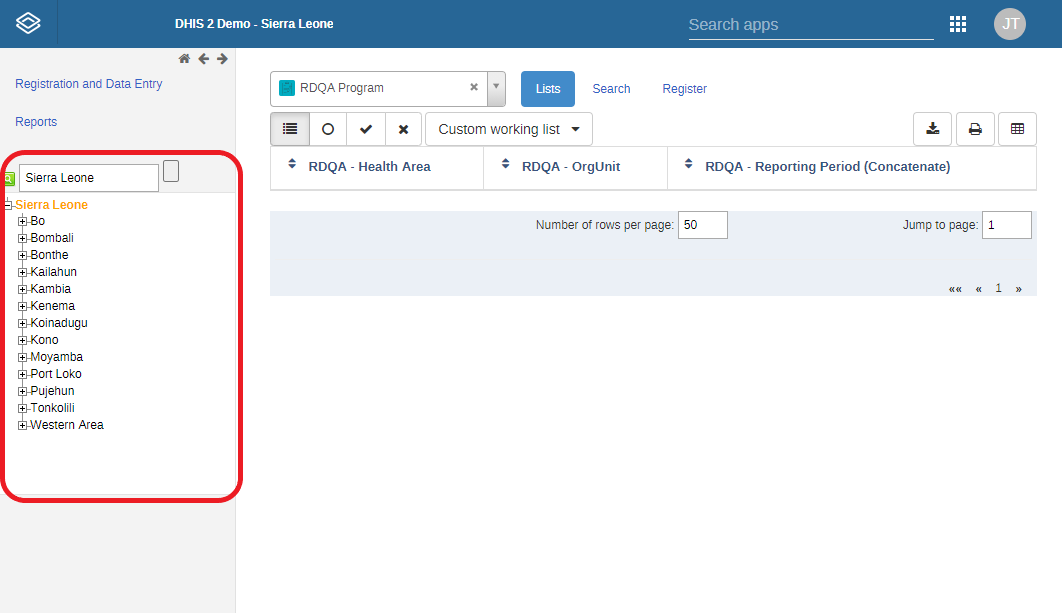 DHIS 2 Demo - Sierra Leone
Search apps
JT
Registration and Data Entry
Reports
Sierra Leone
Sierra Leone
Bo
Bombali
Bonthe
Kailahun
Kambia
Kenema
Koinadugu
Kono
Moyamba
Port Loko
Pujehun
Tonkolili
Western Area
RDQA Program
Lists
Search
Register
Custom working list
RDQA - Health Area
RDQA - OrgUnit
RDQA - Reporting Period (Concatenate)
Number of rows per page: 50
Jump to page: 1
«« « 1 »